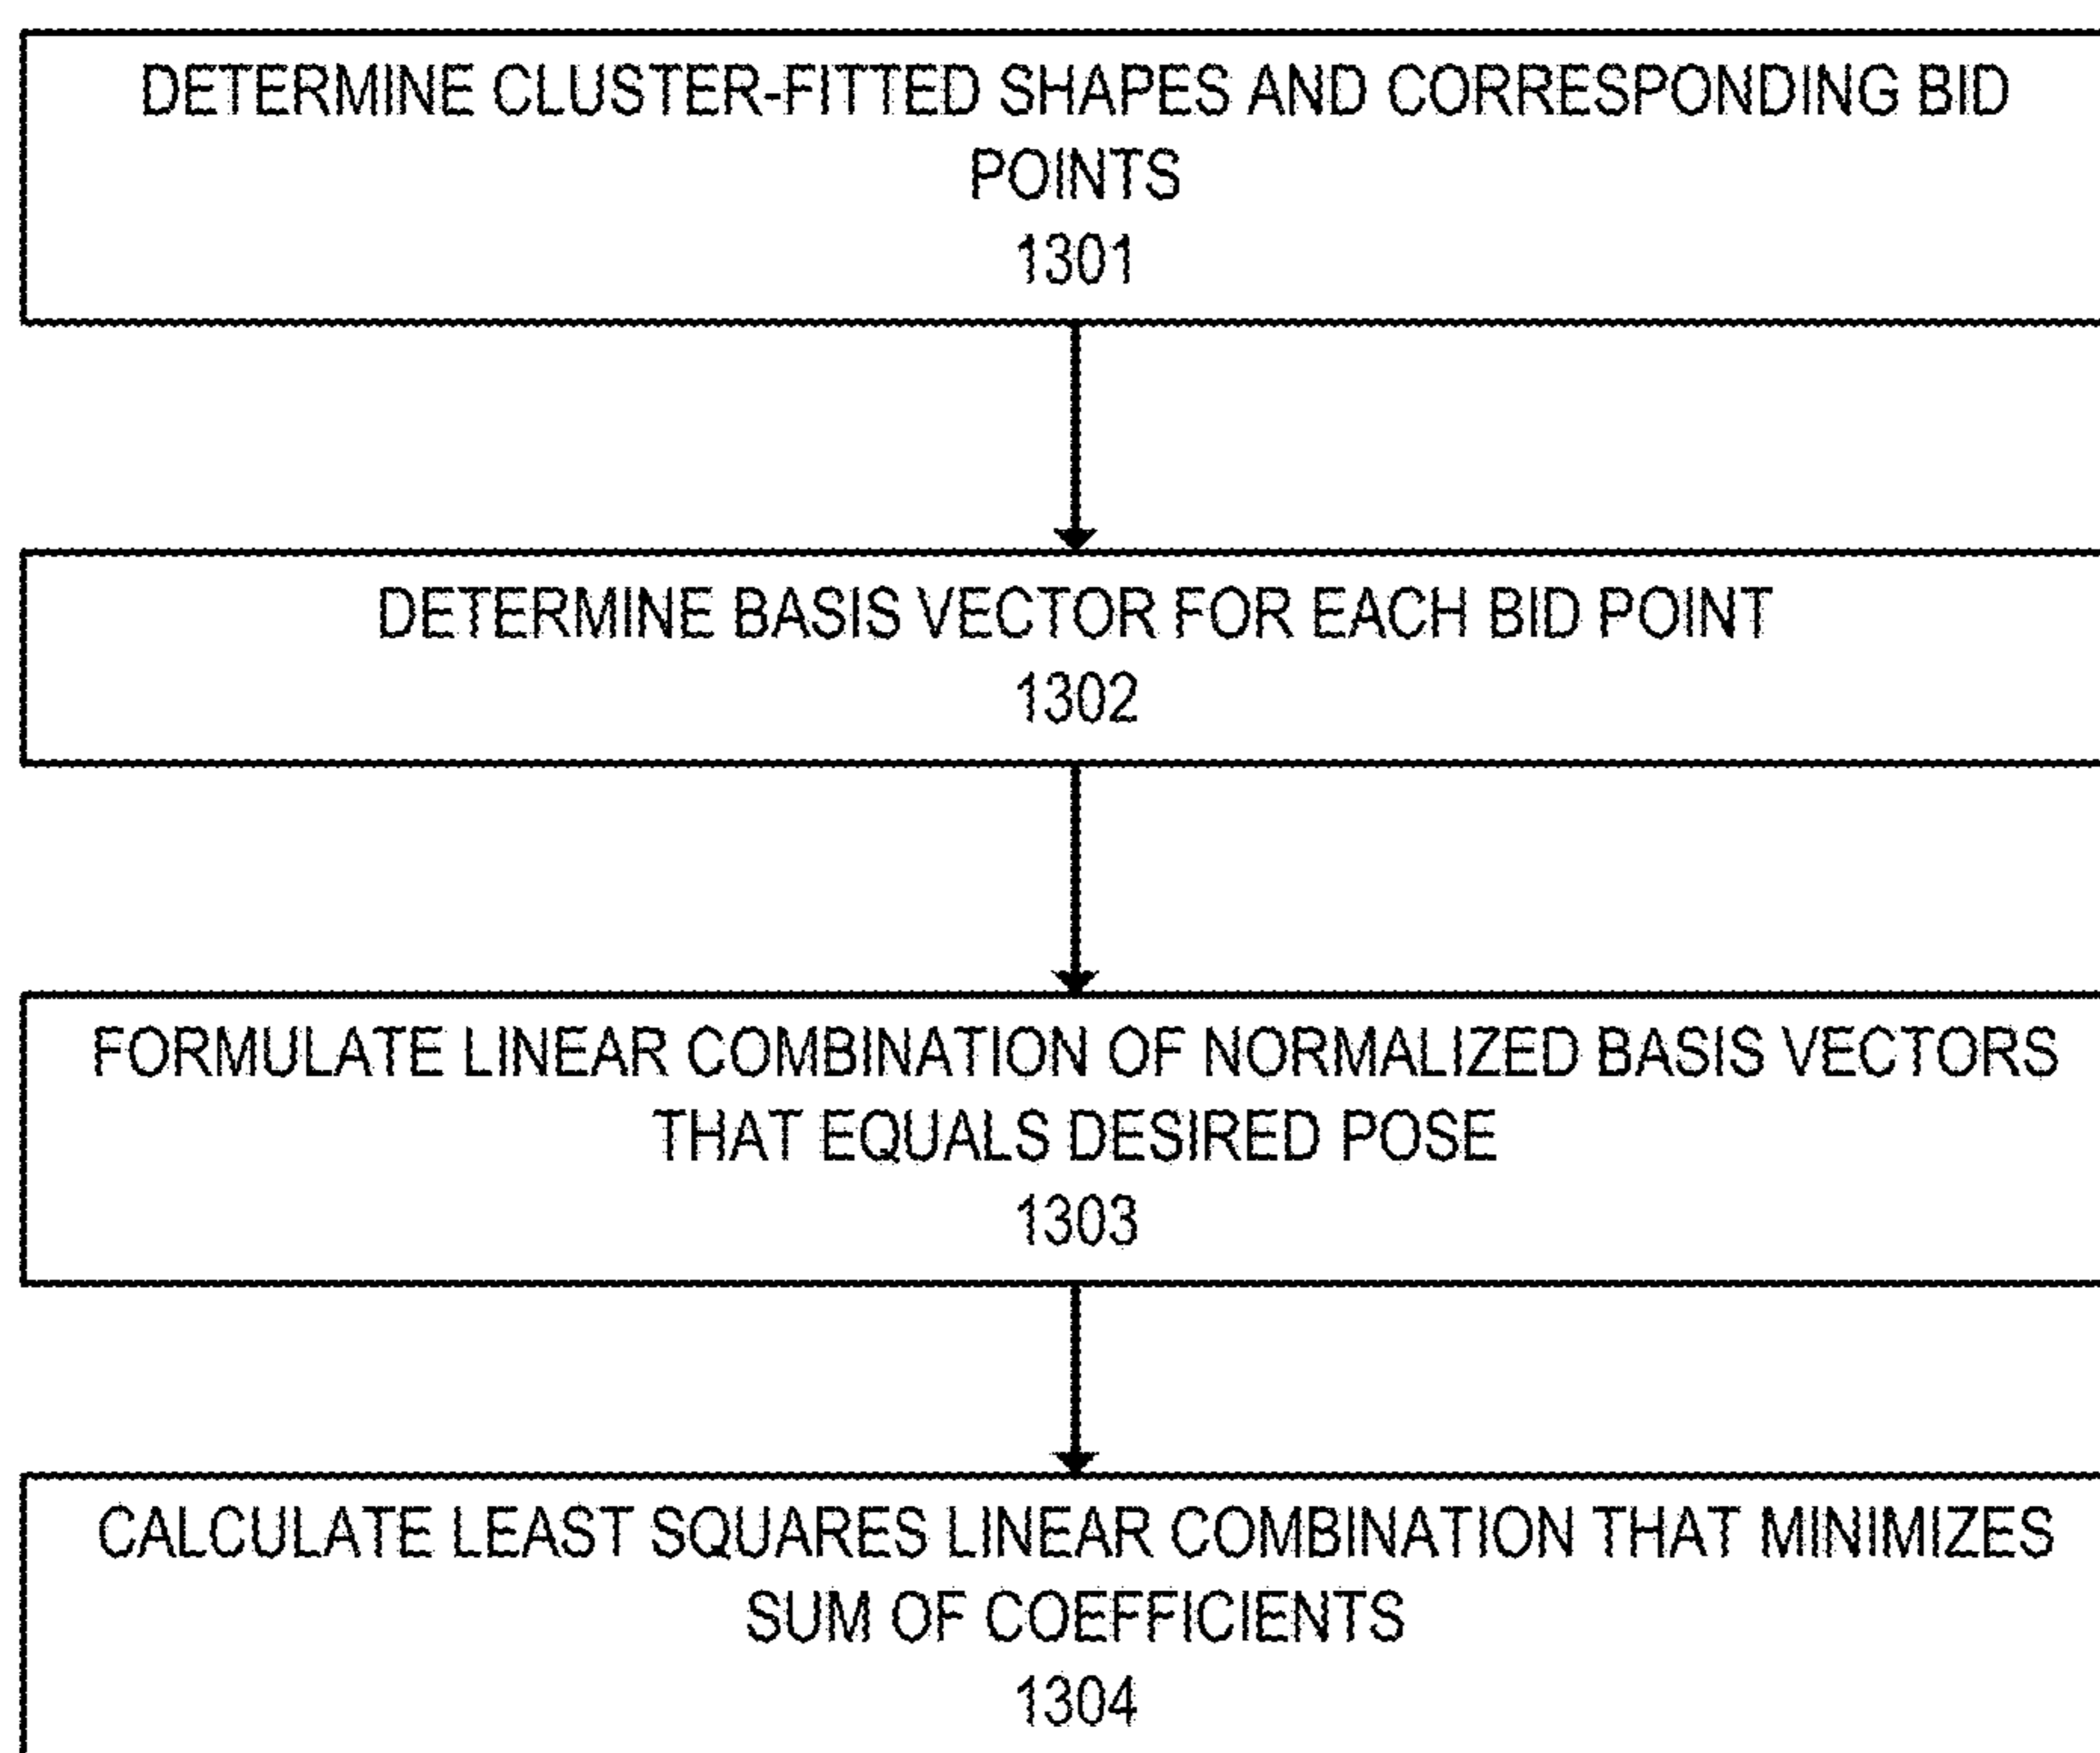 DETERMINE CLUSTER-FITTED SHAPES AND CORRESPONDING BID
POINTS
1301
DETERMINE BASIS VECTOR FOR EACH BID POINT
1302
FORMULATE LINEAR COMBINATION OF NORMALIZED BASIS VECTORS
THAT EQUALS DESIRED POSE
1303
CALCULATE LEAST SQUARES LINEAR COMBINATION THAT MINIMIZES
SUM OF COEFFICIENTS
1304